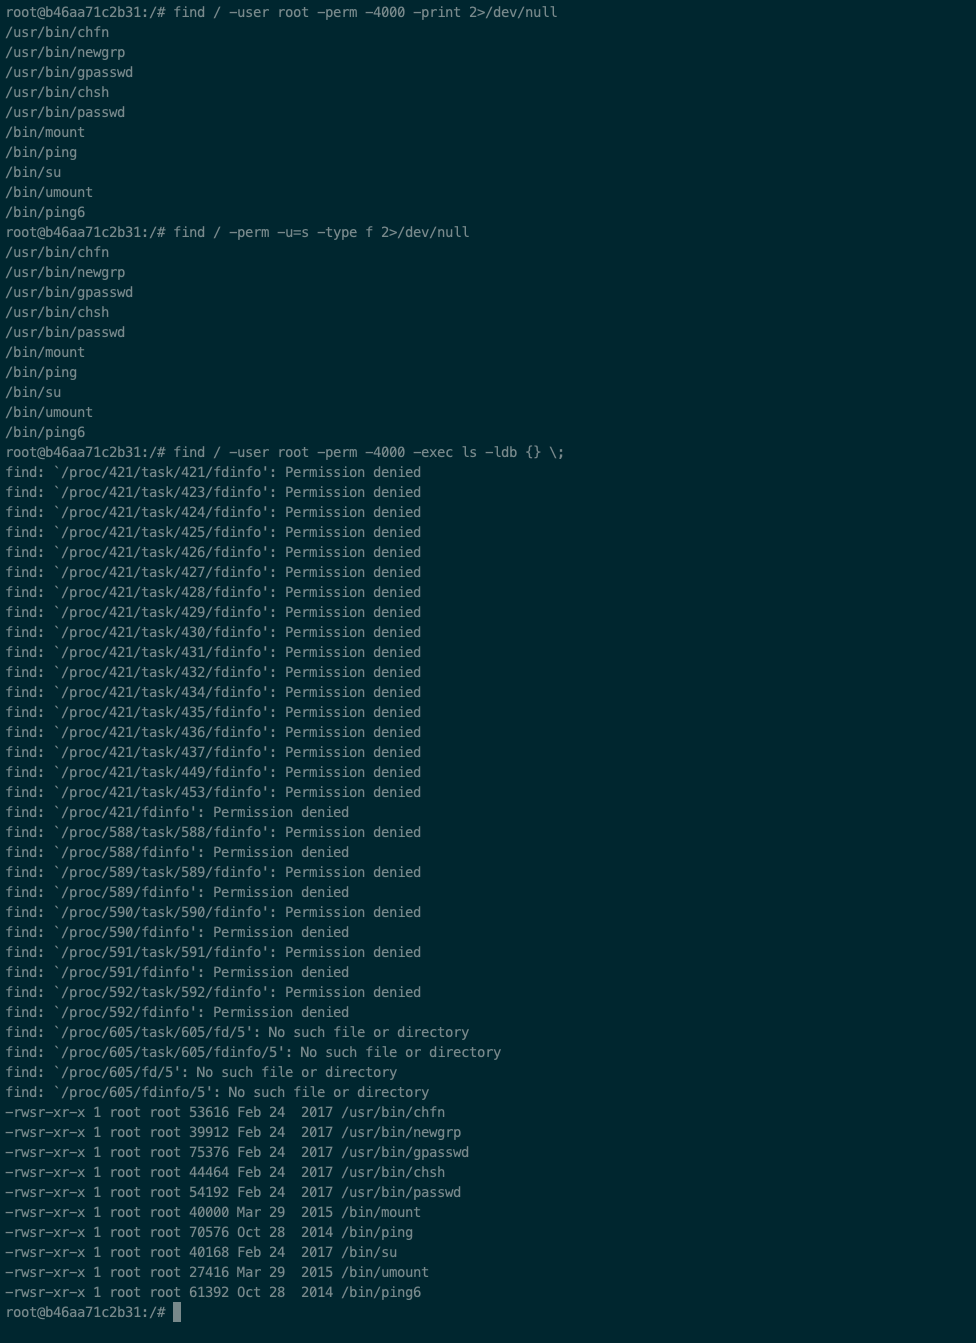 root@b46aa71c2b31:/# find / -user root -perm -4000 -print 2>/dev/null
/usr/bin/chfn
/usr/bin/newgrp
/usr/bin/gpasswd
/usr/bin/chsh
/usr/bin/passwd
/bin/mount
/bin/ping
/bin/su
/bin/umount
/bin/ping6
root@b46aa71c2b31:/# find / -perm -u=s -type f 2>/dev/null
/usr/bin/chfn
/usr/bin/newgrp
/usr/bin/gpasswd
/usr/bin/chsh
/usr/bin/passwd
/bin/mount
/bin/ping
/bin/su
/bin/umount
/bin/ping6
root@b46aa71c2b31:/# find / -user root -perm -4000 -exec ls -ldb {} \;
find: `/proc/421/task/421/fdinfo': Permission denied
find: `/proc/421/task/423/fdinfo': Permission denied
find: `/proc/421/task/424/fdinfo': Permission denied
find: `/proc/421/task/425/fdinfo': Permission denied
find: `/proc/421/task/426/fdinfo': Permission denied
find: `/proc/421/task/427/fdinfo': Permission denied
find: `/proc/421/task/428/fdinfo': Permission denied
find: `/proc/421/task/429/fdinfo': Permission denied
find: `/proc/421/task/430/fdinfo': Permission denied
find: `/proc/421/task/431/fdinfo': Permission denied
find: `/proc/421/task/432/fdinfo': Permission denied
find: `/proc/421/task/434/fdinfo': Permission denied
find: `/proc/421/task/435/fdinfo': Permission denied
find: `/proc/421/task/436/fdinfo': Permission denied
find: `/proc/421/task/437/fdinfo': Permission denied
find: `/proc/421/task/449/fdinfo': Permission denied
find: `/proc/421/task/453/fdinfo': Permission denied
find: `/proc/421/fdinfo': Permission denied
find: `/proc/588/task/588/fdinfo': Permission denied
find: `/proc/588/fdinfo': Permission denied
find: `/proc/589/task/589/fdinfo': Permission denied
find: `/proc/589/fdinfo': Permission denied
find: `/proc/590/task/590/fdinfo': Permission denied
find: `/proc/590/fdinfo': Permission denied
find: `/proc/591/task/591/fdinfo': Permission denied
find: `/proc/591/fdinfo': Permission denied
find: `/proc/592/task/592/fdinfo': Permission denied
find: `/proc/592/fdinfo': Permission denied
find: `/proc/605/task/605/fd/5': No such file or directory
find: `/proc/605/task/605/fdinfo/5': No such file or directory
find: `/proc/605/fd/5': No such file or directory
find: `/proc/605/fdinfo/5': No such file or directory
-rwsr-xr-x 1 root root 53616 Feb 24  2017 /usr/bin/chfn
-rwsr-xr-x 1 root root 39912 Feb 24  2017 /usr/bin/newgrp
-rwsr-xr-x 1 root root 75376 Feb 24  2017 /usr/bin/gpasswd
-rwsr-xr-x 1 root root 44464 Feb 24  2017 /usr/bin/chsh
-rwsr-xr-x 1 root root 54192 Feb 24  2017 /usr/bin/passwd
-rwsr-xr-x 1 root root 40000 Mar 29  2015 /bin/mount
-rwsr-xr-x 1 root root 70576 Oct 28  2014 /bin/ping
-rwsr-xr-x 1 root root 40168 Feb 24  2017 /bin/su
-rwsr-xr-x 1 root root 27416 Mar 29  2015 /bin/umount
-rwsr-xr-x 1 root root 61392 Oct 28  2014 /bin/ping6
root@b46aa71c2b31:/#